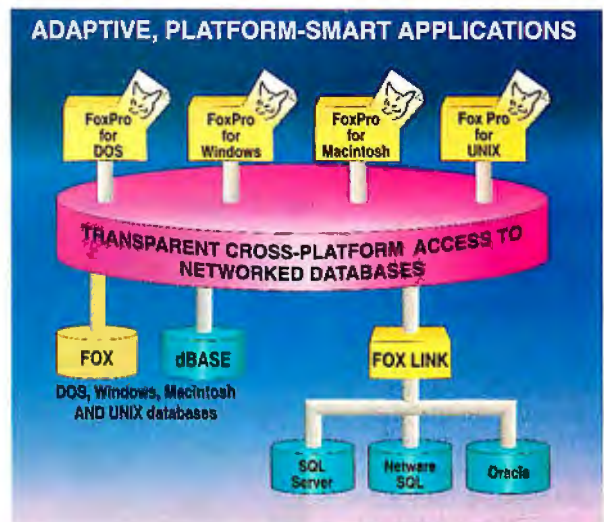 ADAPTIVE, PLATFORM-SMART APPLICATIONS
FoxPro
for
DOS
FoxPro
for
Windows
FoxPro
for
Macintosh
Fox Pro
for
UNIX
TRANSPARENT CROSS-PLATFORM ACCESS TO
NETWORKED DATABASES
FOX
dBASE
FOX LINK
DOS, Windows, Macintosh
AND UNIX databases
SQL
Server
Netware
SQL
Oracle